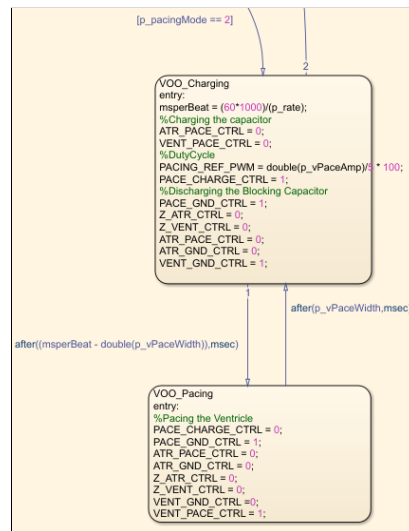 [p_pacingMode == 2]
2
VOO_Charging
entry:
msperBeat = (60*1000)/(p_rate);
%Charging the capacitor
ATR_PACE_CTRL = 0;
VENT_PACE_CTRL = 0;
%DutyCycle
PACING_REF_PWM = double(p_vPaceAmp)/5 * 100;
PACE_CHARGE_CTRL = 1;
%Discharging the Blocking Capacitor
PACE_GND_CTRL = 1;
Z_ATR_CTRL = 0;
Z_VENT_CTRL = 0;
ATR_PACE_CTRL = 0;
ATR_GND_CTRL = 0;
VENT_GND_CTRL = 1;
1
after(p_vPaceWidth,msec)
after((msperBeat - double(p_vPaceWidth)),msec)
VOO_Pacing
entry:
%Pacing the Ventricle
PACE_CHARGE_CTRL = 0;
PACE_GND_CTRL = 1;
ATR_PACE_CTRL = 0;
ATR_GND_CTRL = 0;
Z_ATR_CTRL = 0;
Z_VENT_CTRL = 0;
VENT_GND_CTRL =0;
VENT_PACE_CTRL = 1;